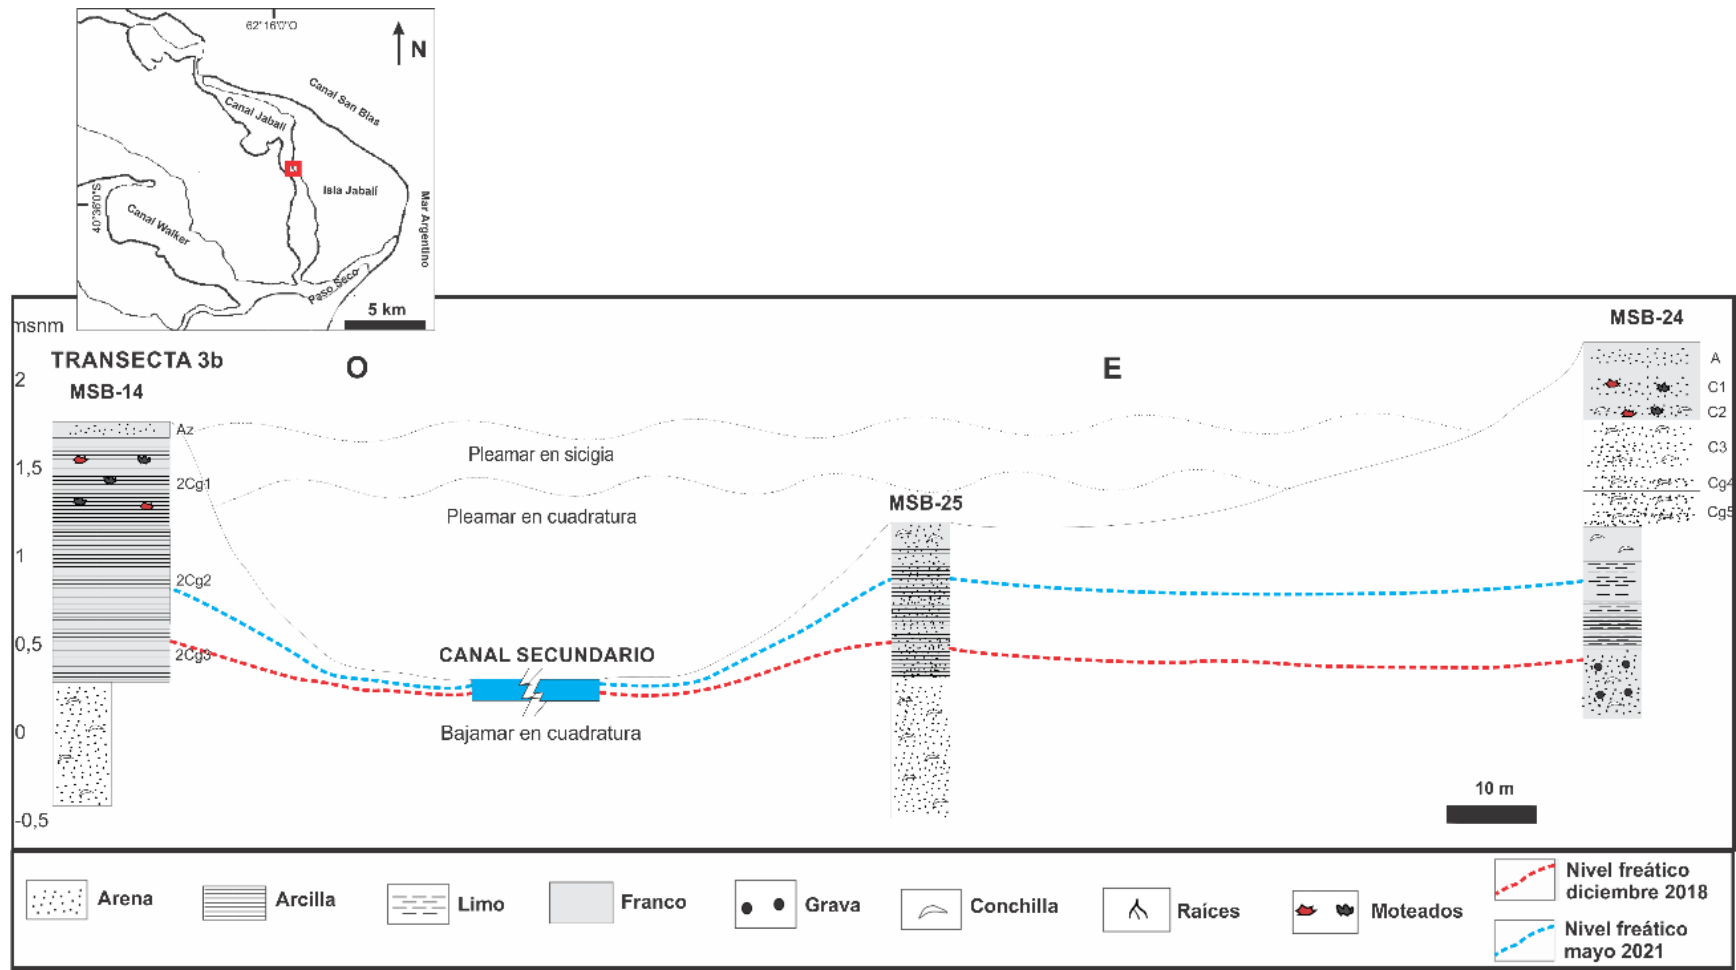 62°16'0"O
N
Canal San Blas
Canal Jabalí
Isla Jabalí
40°36'0"S
Canal Walker
Mar Argentino
Paso Seco
5 km
msnm
MSB-24
TRANSECTA 3b
O
E
MSB-14
2
A
C1
C2
Az
C3
Pleamar en sicigia
1,5
2Cg1
Cg4
MSB-25
Pleamar en cuadratura
Cg5
1
2Cg2
0,5
2Cg3
CANAL SECUNDARIO
0
Bajamar en cuadratura
10 m
-0,5
Arena
Arcilla
Limo
Franco
Grava
Conchilla
Raíces
Moteados
Nivel freático
diciembre 2018
Nivel freático
mayo 2021